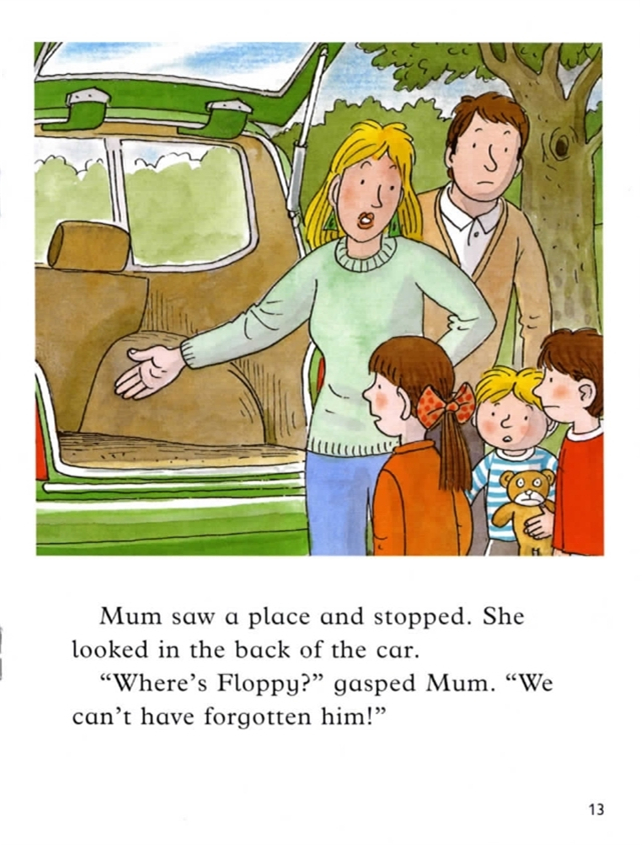 Mum saw a place and stopped. She
looked in the back of the car.
“Where’s Floppy?” gasped Mum. “We
can’t have forgotten him!”
13